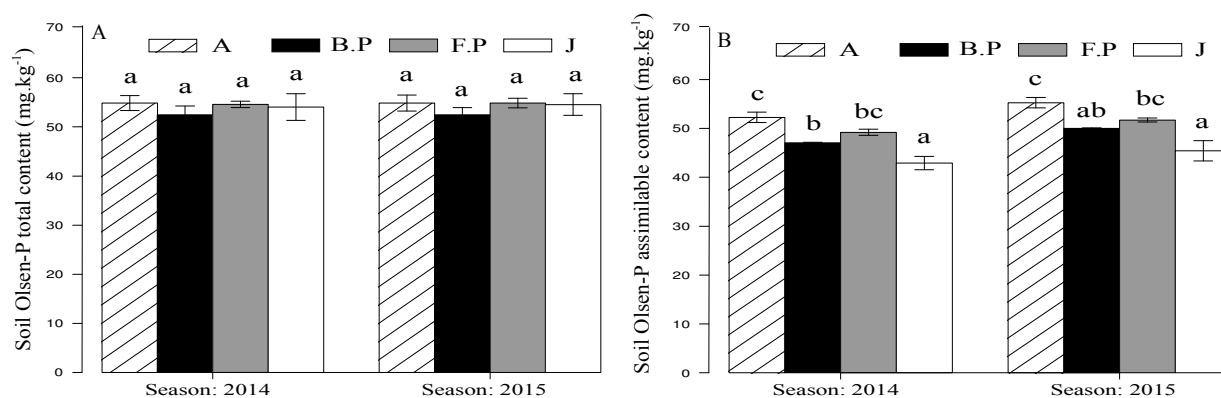 Soil Olsen-P total content (mg.kg⁻¹)
A
A B.P F.P J
70
60
50
40
30
20
10
0
a a a a
a a a a
Season: 2014 Season: 2015
Soil Olsen-P assimilable content (mg.kg⁻¹)
B
A B.P F.P J
70
60
50
40
30
20
10
0
c b bc a
c ab bc a
Season: 2014 Season: 2015